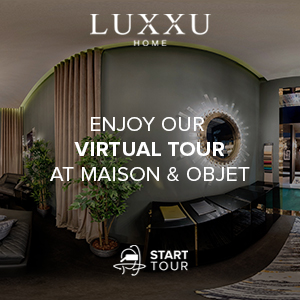 LUXXU
HOME
ENJOY OUR
VIRTUAL TOUR
AT MAISON & OBJET
START
TOUR